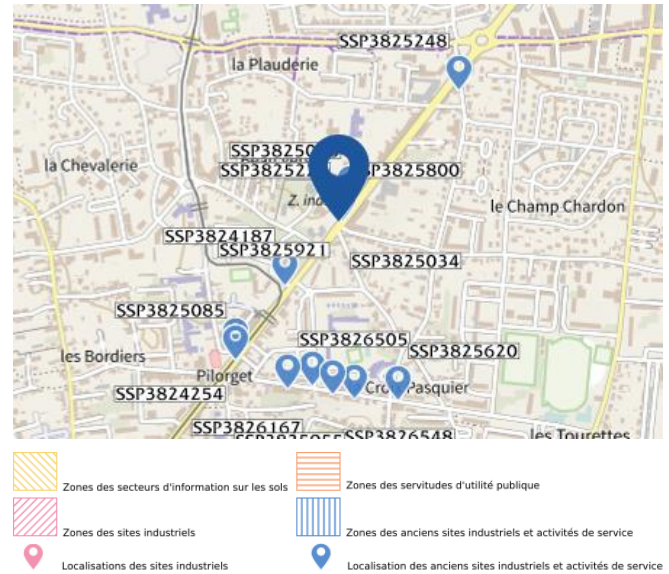 SSP3825248
la Plauderie
la Chevalerie
SSP3825800
Z. ind
le Champ Chardon
SSP3824187
SSP3825921
SSP3825034
SSP3825085
SSP3826505
SSP3825620
les Bordiers
Pilorget
Pasquier
SSP3824254
SSP3826167
SSP3826548
les Tourettes
Zones des secteurs d'information sur les sols
Zones des servitudes d'utilité publique
Zones des sites industriels
Zones des anciens sites industriels et activités de service
Localisations des sites industriels
Localisation des anciens sites industriels et activités de service